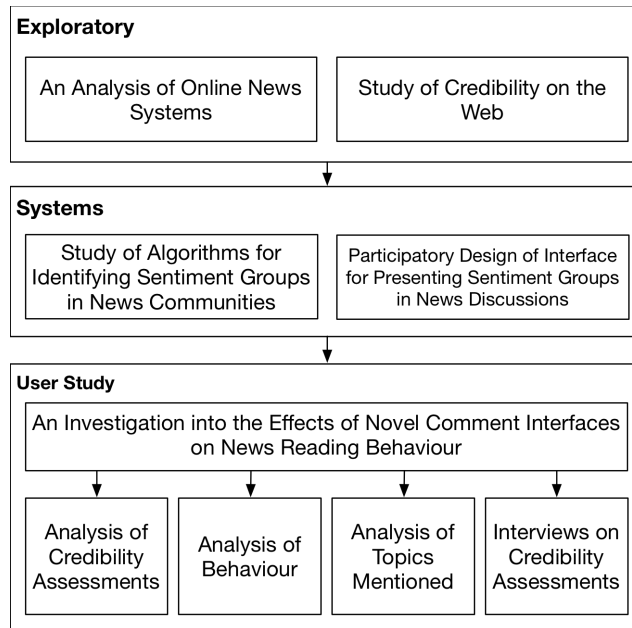 Exploratory
An Analysis of Online News
Systems
Study of Credibility on the
Web
Systems
Study of Algorithms for
Identifying Sentiment Groups
in News Communities
Participatory Design of Interface
for Presenting Sentiment Groups
in News Discussions
User Study
An Investigation into the Effects of Novel Comment Interfaces
on News Reading Behaviour
Analysis of
Credibility
Assessments
Analysis of
Behaviour
Analysis of
Topics
Mentioned
Interviews on
Credibility
Assessments